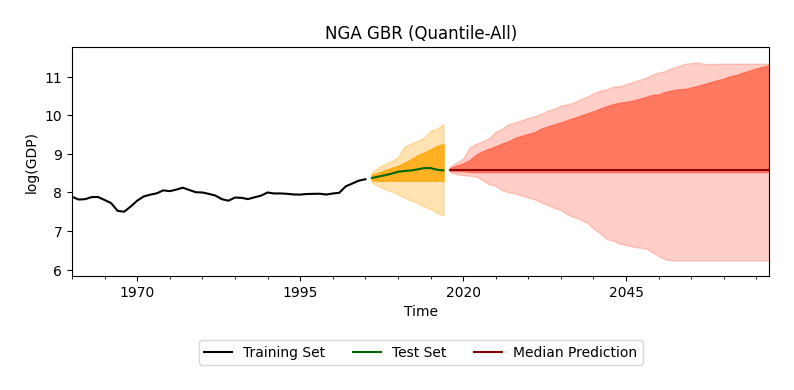 NGA GBR (Quantile-All)
11
10
9
8
7
6
log(GDP)
1970
1995
2020
2045
Time
Training Set
Test Set
Median Prediction